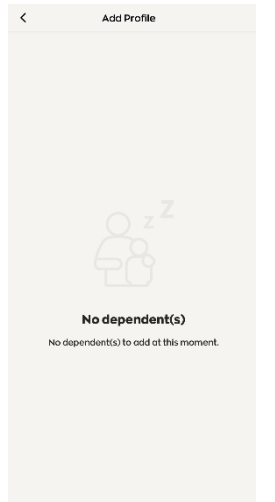 Add Profile
z Z
No dependent(s)
No dependent(s) to add at this moment.